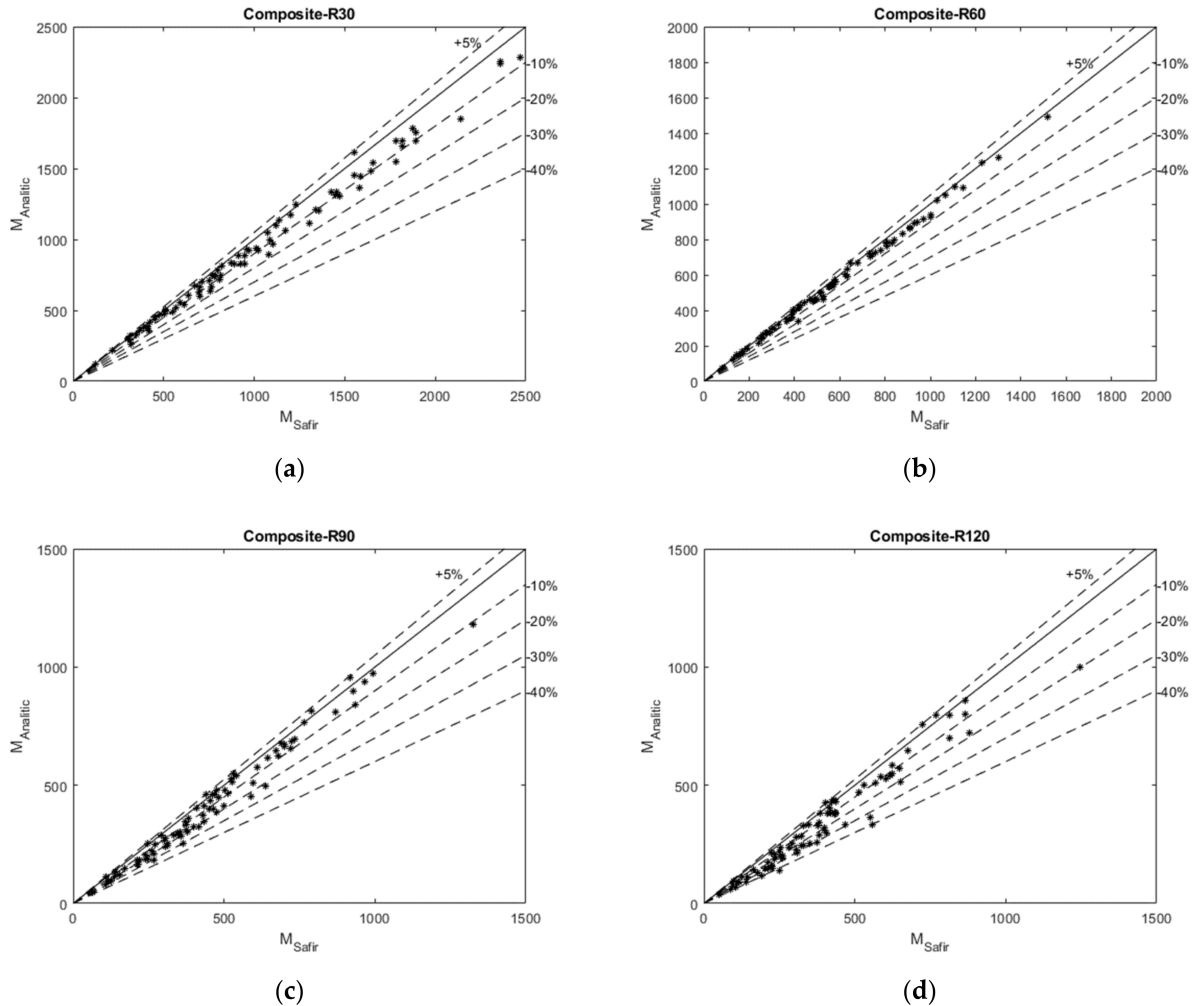 Composite-R30
2500
2000
1500
1000
500
0
+5%
-10%
-20%
-30%
-40%
0 500 1000 1500 2000 2500
M_Analitic
M_Safir
(a)
Composite-R60
2000
1800
1600
1400
1200
1000
800
600
400
200
0
+5%
-10%
-20%
-30%
-40%
0 200 400 600 800 1000 1200 1400 1600 1800 2000
M_Analitic
M_Safir
(b)
Composite-R90
1500
1000
500
0
+5%
-10%
-20%
-30%
-40%
0 500 1000 1500
M_Analitic
M_Safir
(c)
Composite-R120
1500
1000
500
0
+5%
-10%
-20%
-30%
-40%
0 500 1000 1500
M_Analitic
M_Safir
(d)